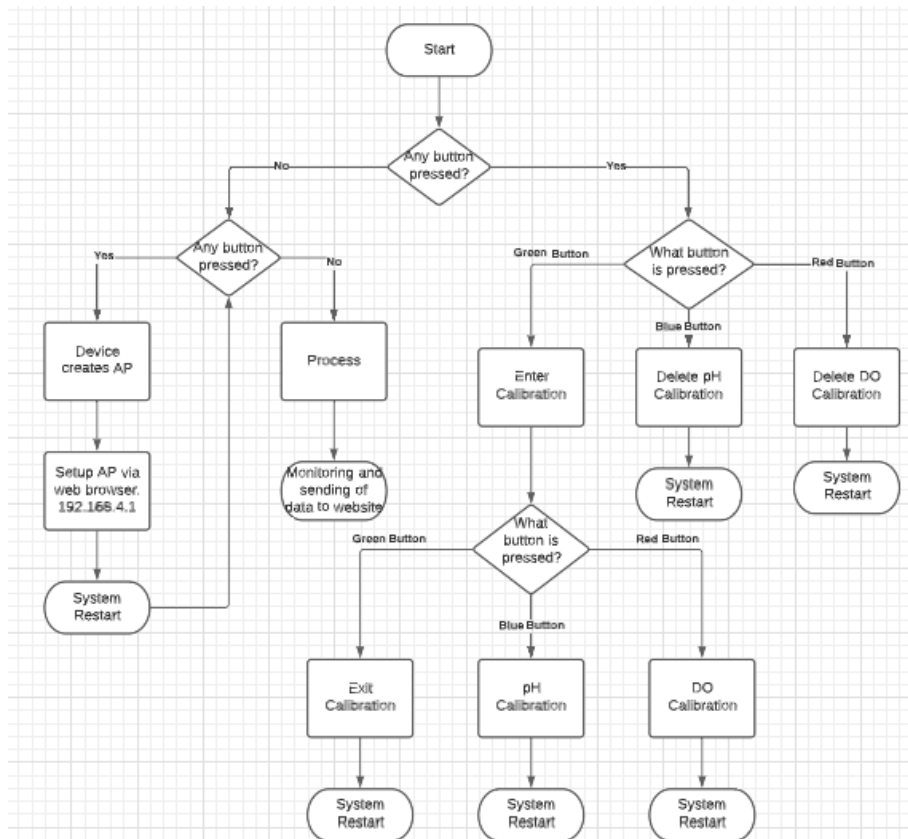 Start
Any button
pressed?
No
Yes
Any button
pressed?
What button
is pressed?
Yes
No
Green Button
Red Button
Blue Button
Device
creates AP
Process
Enter
Calibration
Delete pH
Calibration
Delete DO
Calibration
Setup AP via
web browser.
192.168.4.1
Monitoring and
sending of
data to website
System
Restart
System
Restart
What
button is
pressed?
Green Button
Red Button
Blue Button
System
Restart
Exit
Calibration
pH
Calibration
DO
Calibration
System
Restart
System
Restart
System
Restart